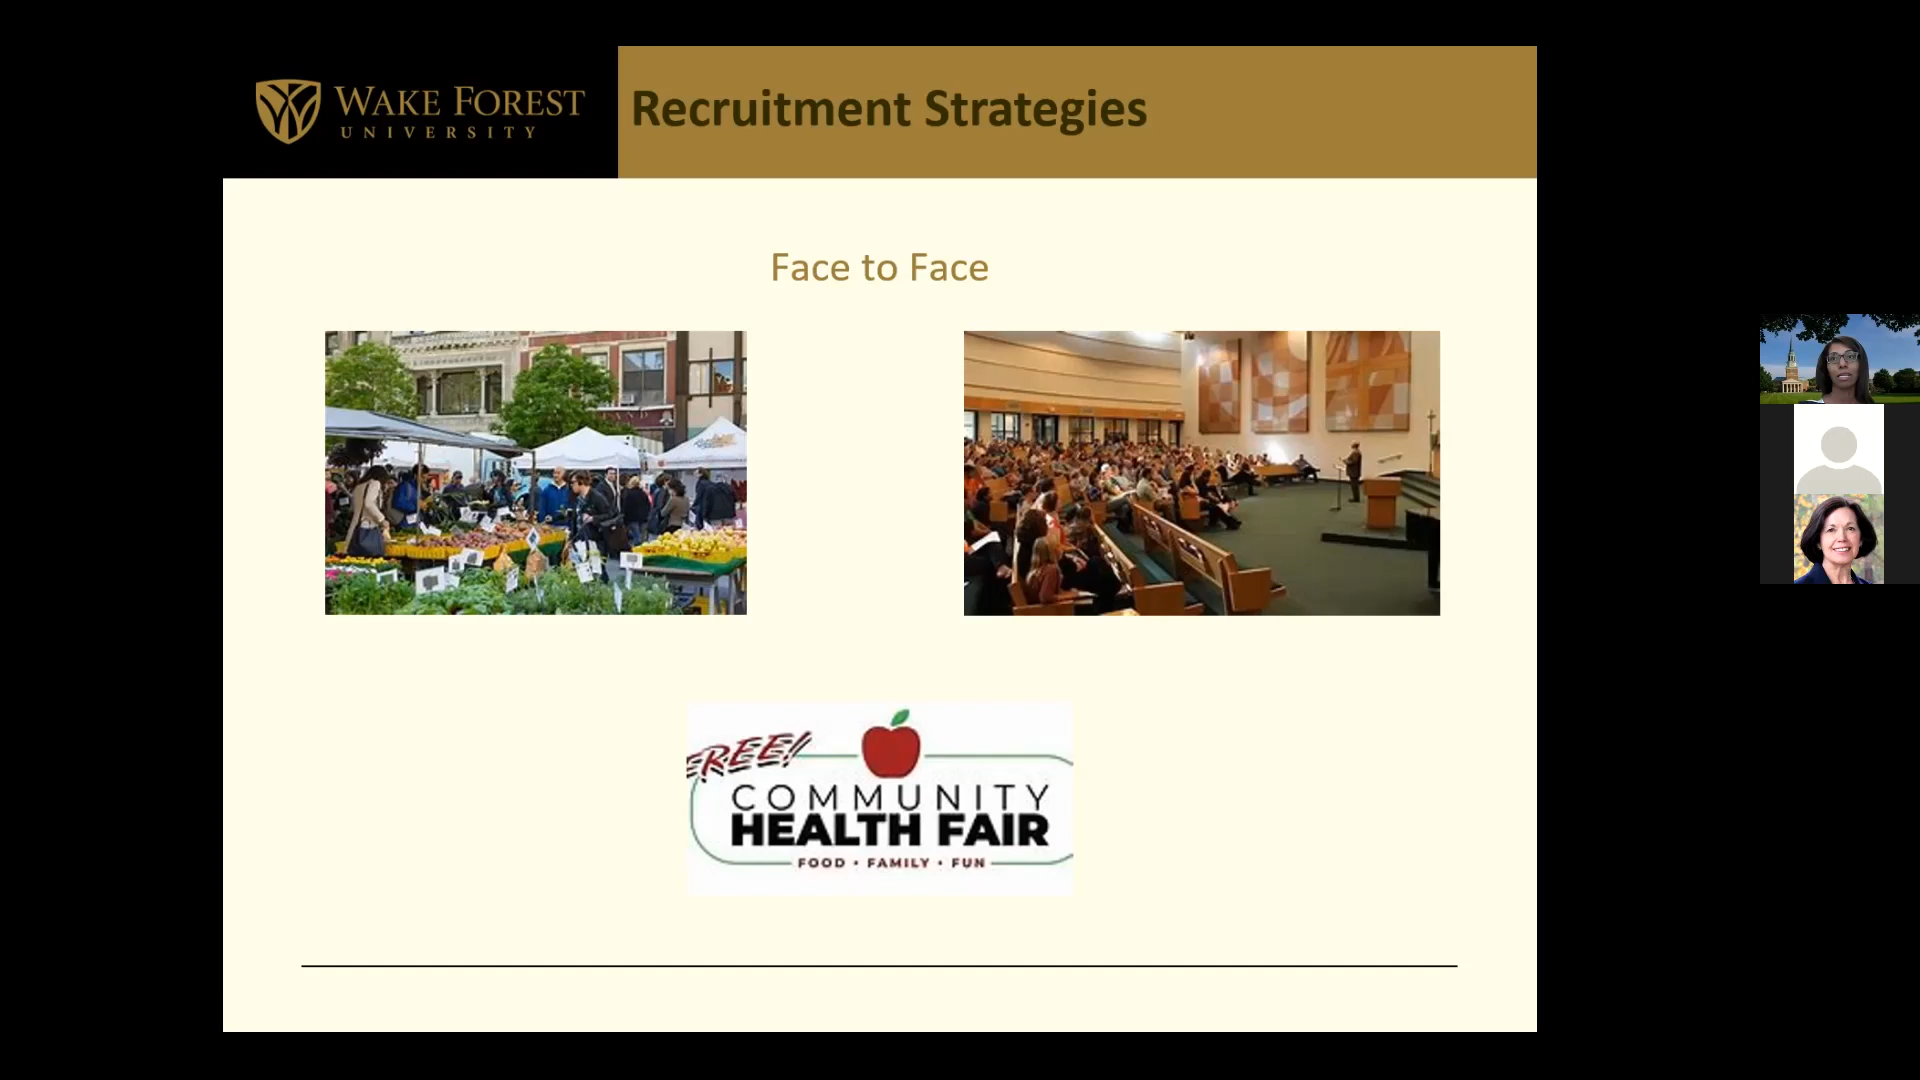 WAKE FOREST
UNIVERSITY
Recruitment Strategies
Face to Face
FREE!
COMMUNITY
HEALTH FAIR
FOOD • FAMILY • FUN